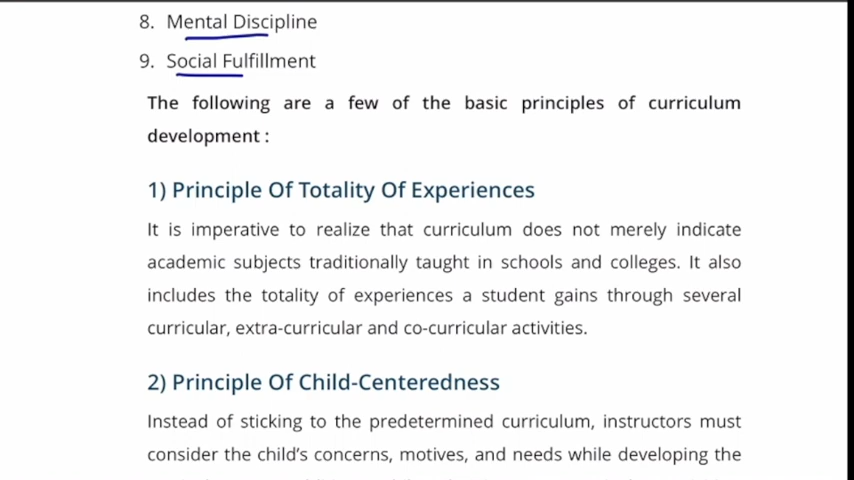 8. Mental Discipline
9. Social Fulfillment
The following are a few of the basic principles of curriculum
development :
1) Principle Of Totality Of Experiences
It is imperative to realize that curriculum does not merely indicate
academic subjects traditionally taught in schools and colleges. It also
includes the totality of experiences a student gains through several
curricular, extra-curricular and co-curricular activities.
2) Principle Of Child-Centeredness
Instead of sticking to the predetermined curriculum, instructors must
consider the child's concerns, motives, and needs while developing the